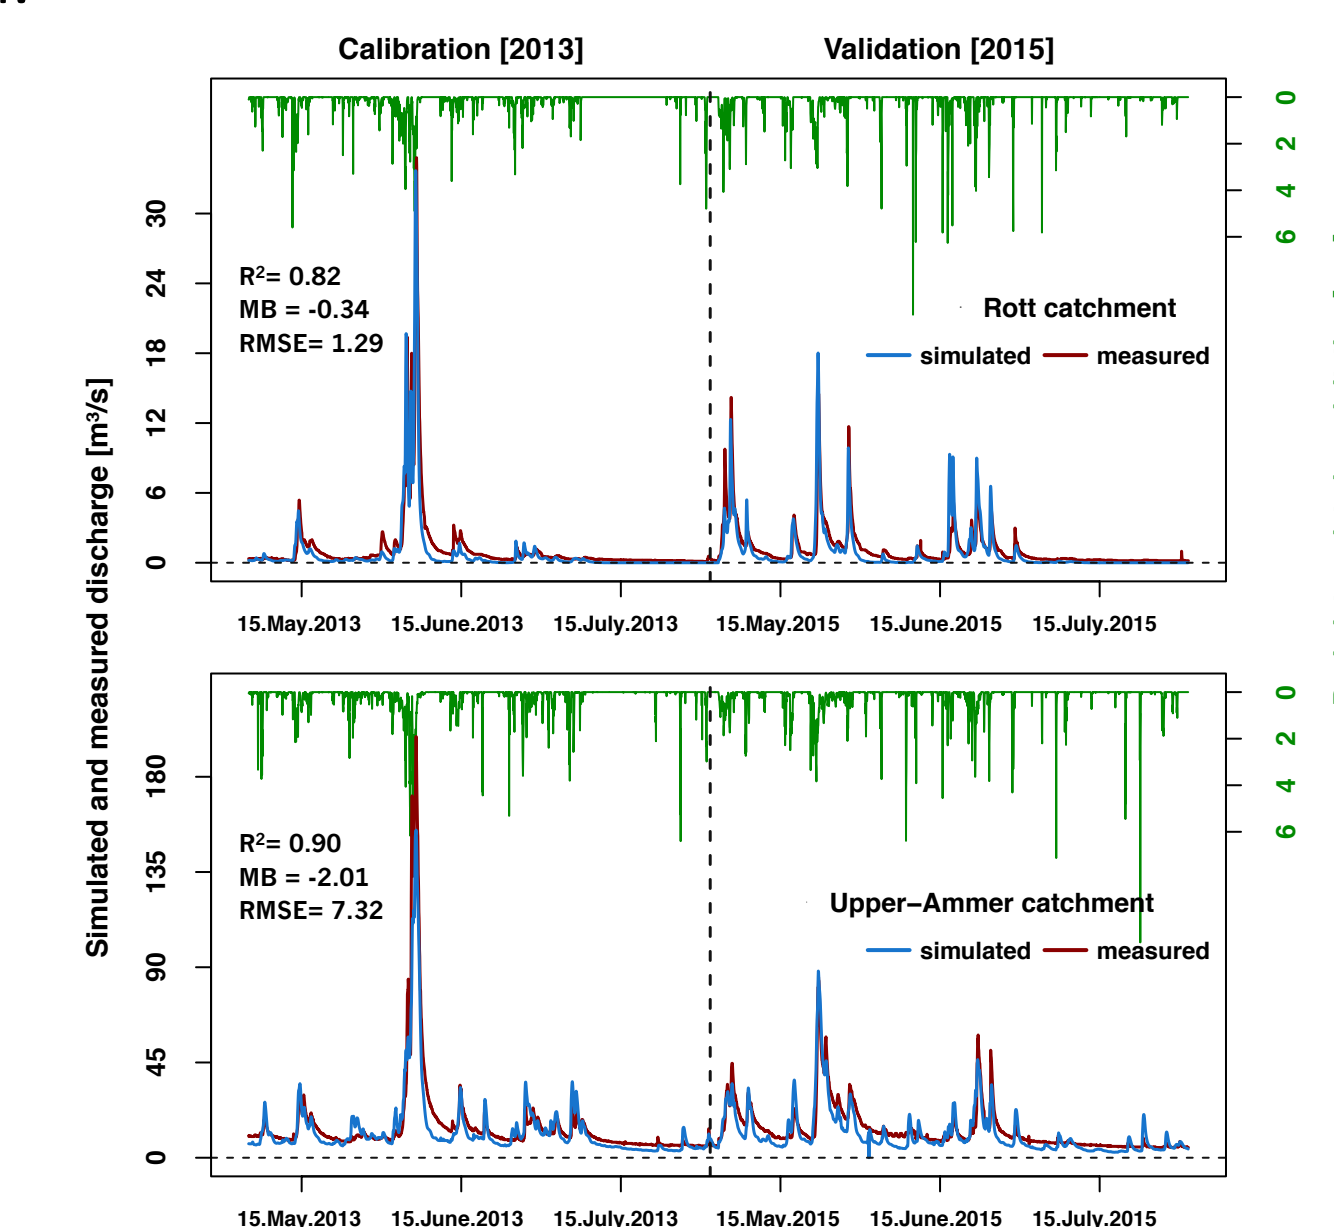 Calibration [2013]
Validation [2015]
0
2
4
6
30
24
18
12
6
0
R²= 0.82
MB = -0.34
RMSE= 1.29
Rott catchment
simulated
measured
15.May.2013
15.June.2013
15.July.2013
15.May.2015
15.June.2015
15.July.2015
Simulated and measured discharge [m³/s]
0
2
4
6
180
135
90
45
0
R²= 0.90
MB = -2.01
RMSE= 7.32
Upper−Ammer catchment
simulated
measured
15.May.2013
15.June.2013
15.July.2013
15.May.2015
15.June.2015
15.July.2015